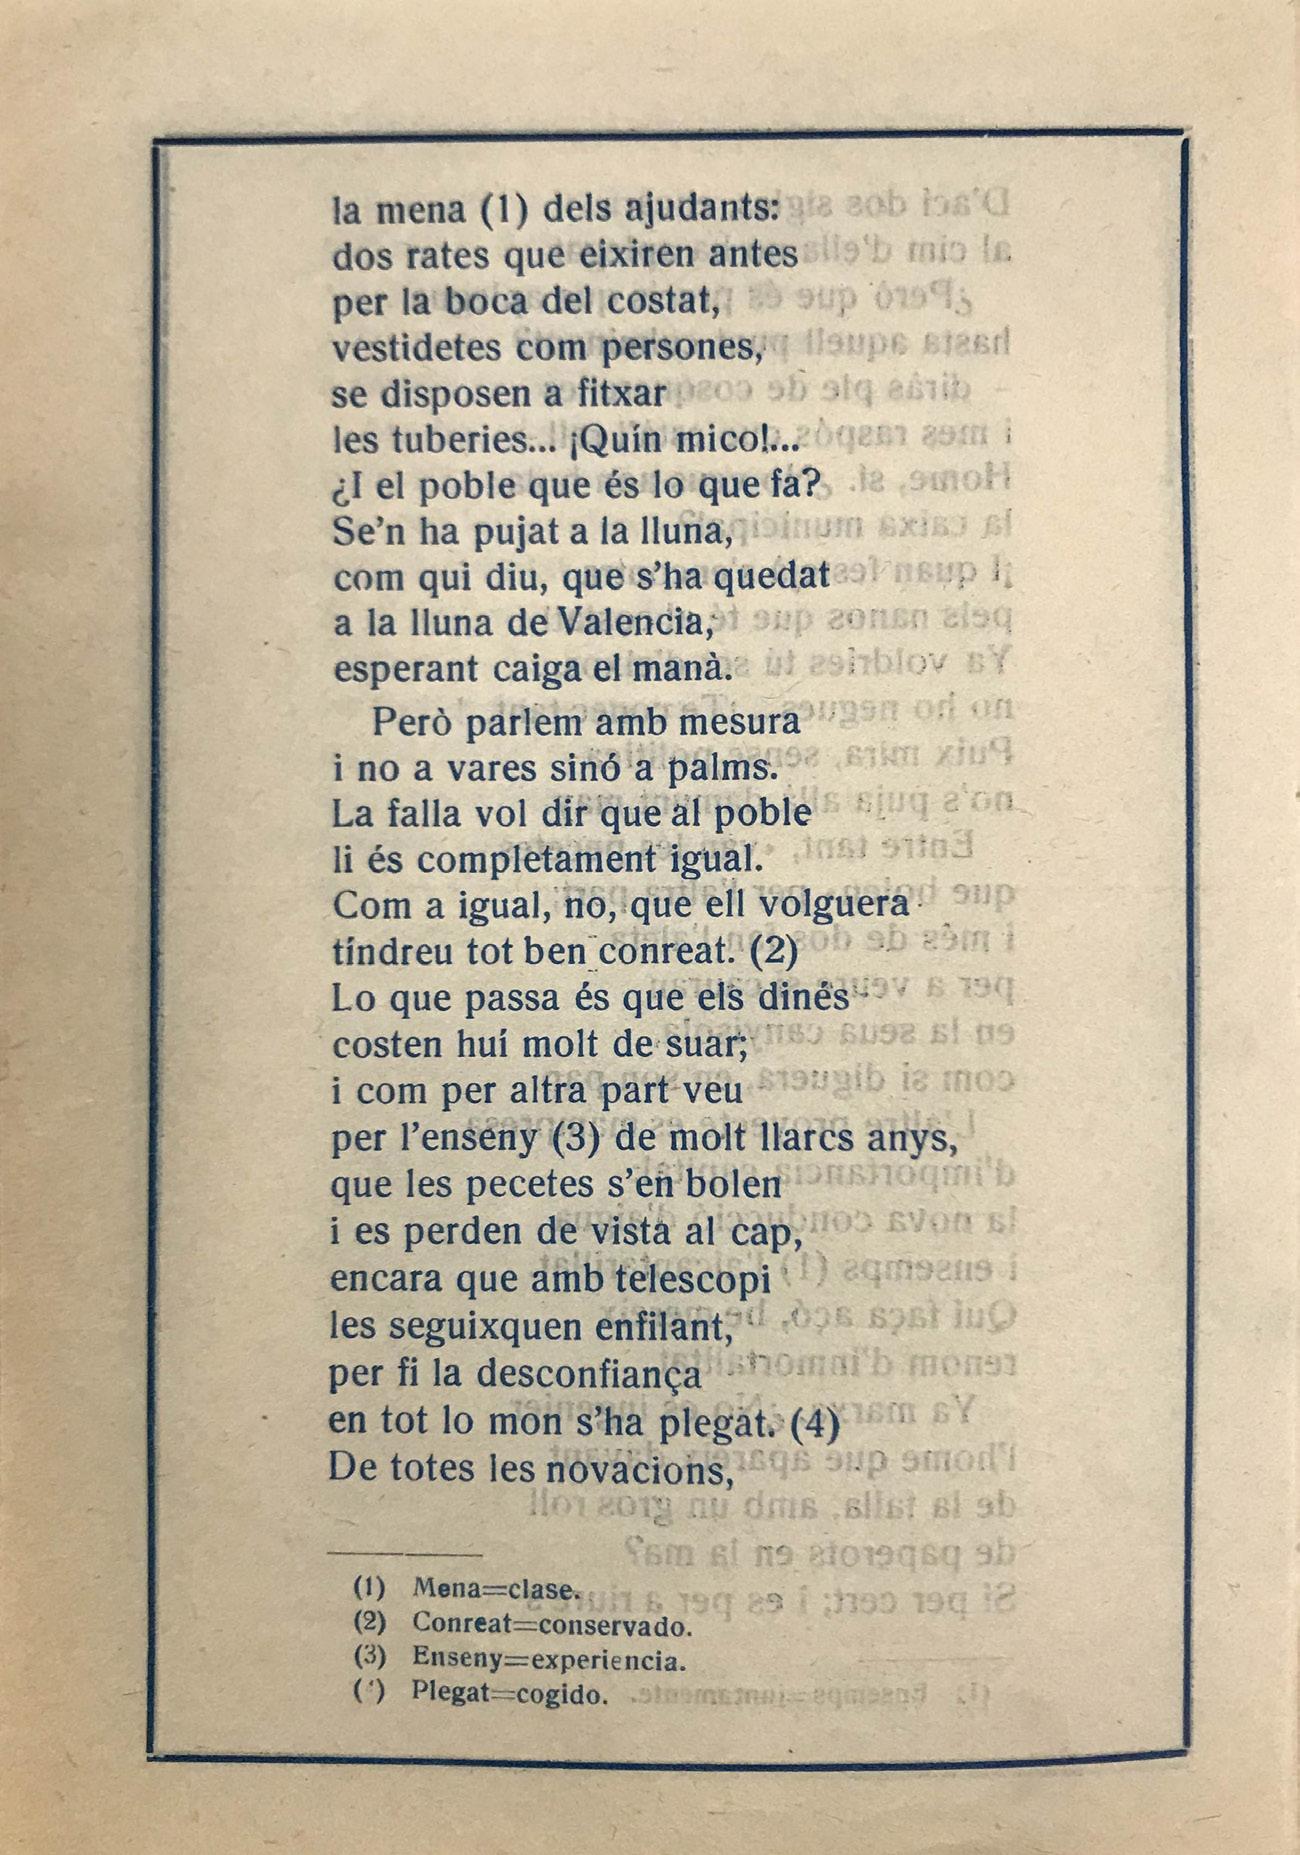 la mena (1) dels ajudants:
dos rates que eixiren antes
per la boca del costat,
vestidetes com persones,
se disposen a fitxar
les tuberies... ¡Quín mico!...
¿I el poble que és lo que fa?
Se'n ha pujat a la lluna,
com qui diu, que s'ha quedat
a la lluna de Valencia,
esperant caiga el manà.
Però parlem amb mesura
i no a vares sinó a palms.
La falla vol dir que al poble
li és completament igual.
Com a igual, no, que ell volguera
tíndreu tot ben conreat. (2)
Lo que passa és que els dinés
costen huí molt de suar;
i com per altra part veu
per l'enseny (3) de molt llarcs anys,
que les pecetes s'en bolen
i es perden de vista al cap,
encara que amb telescopi
les seguixquen enfilant,
per fi la desconfiança
en tot lo mon s'ha plegat. (4)
De totes les novacions,
(1) Mena=clase.
(2) Conreat=conservado.
(3) Enseny=experiencia.
( ) Plegat=cogido.